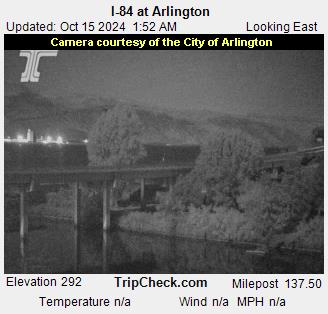 I-84 at Arlington
Updated: Oct 15 2024 1:52 AM Looking East
Camera courtesy of the City of Arlington
Elevation 292 TripCheck.com Milepost 137.50
Temperature n/a Wind n/a MPH n/a